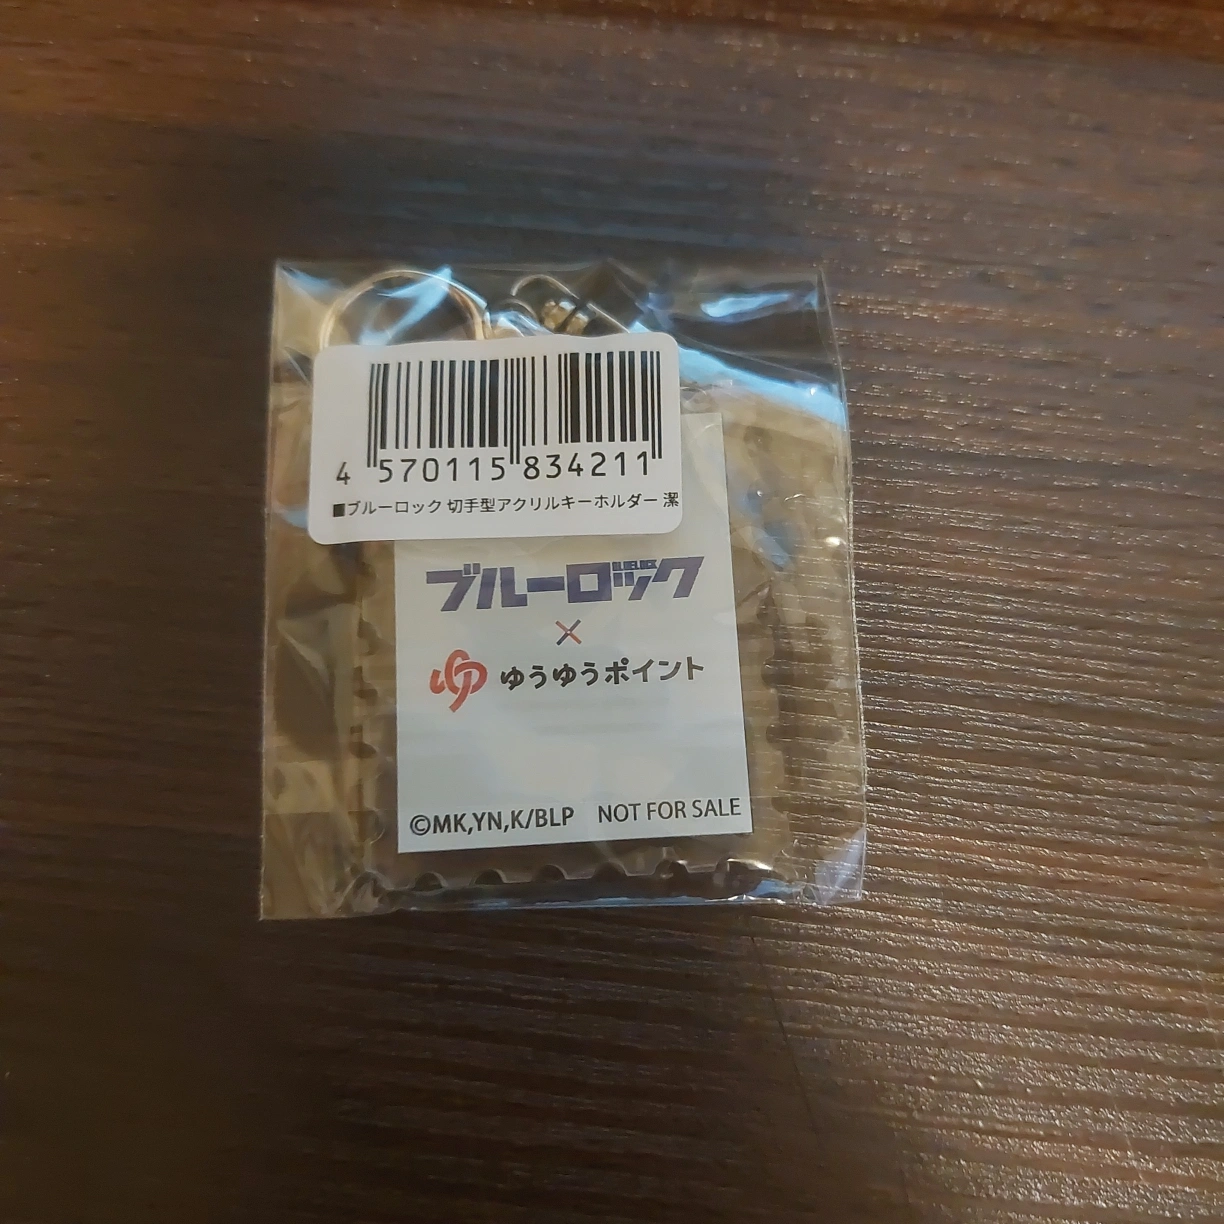 4 570115 834211
■ブルーロック 切手型アクリルキーホルダー 潔
ブルーロック
×
ゆ ゆうゆうポイント
©MK,YN,K/BLP NOT FOR SALE